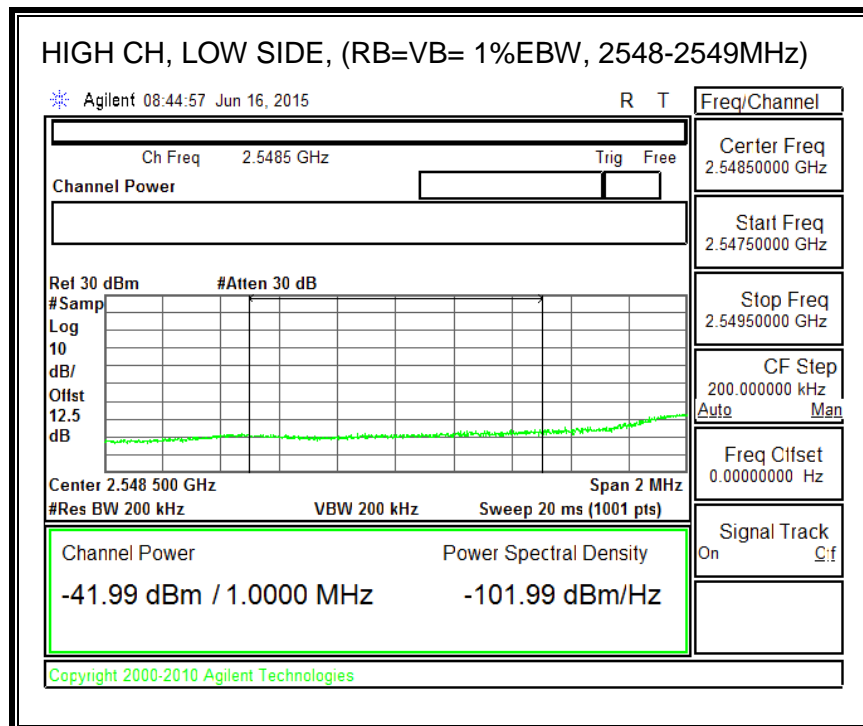 HIGH CH, LOW SIDE, (RB=VB= 1%EBW, 2548-2549MHz)
Agilent 08:44:57 Jun 16, 2015 R T
Freq/Channel
Ch Freq 2.5485 GHz Trig Free
Channel Power
Center Freq
2.54850000 GHz
Start Freq
2.54750000 GHz
Stop Freq
2.54950000 GHz
CF Step
200.000000 kHz
Auto Man
Freq Offset
0.00000000 Hz
Signal Track
On Off
Ref 30 dBm #Atten 30 dB
#Samp
Log
10
dB/
Offst
12.5
dB
Center 2.548 500 GHz Span 2 MHz
#Res BW 200 kHz VBW 200 kHz Sweep 20 ms (1001 pts)
Channel Power Power Spectral Density
-41.99 dBm / 1.0000 MHz -101.99 dBm/Hz
Copyright 2000-2010 Agilent Technologies